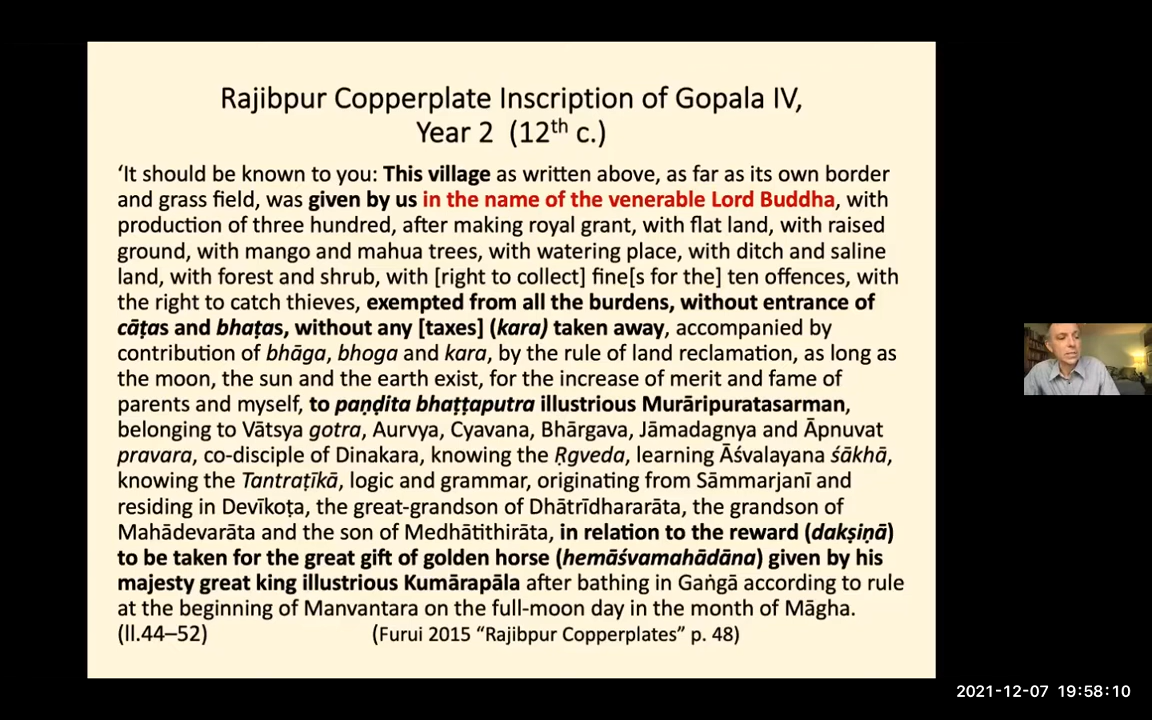 Rajibpur Copperplate Inscription of Gopala IV,
Year 2 (12th c.)
‘It should be known to you: This village as written above, as far as its own border
and grass field, was given by us in the name of the venerable Lord Buddha, with
production of three hundred, after making royal grant, with flat land, with raised
ground, with mango and mahua trees, with watering place, with ditch and saline
land, with forest and shrub, with [right to collect] fine[s for the] ten offences, with
the right to catch thieves, exempted from all the burdens, without entrance of
cāṭas and bhaṭas, without any [taxes] (kara) taken away, accompanied by
contribution of bhāga, bhoga and kara, by the rule of land reclamation, as long as
the moon, the sun and the earth exist, for the increase of merit and fame of
parents and myself, to paṇḍita bhaṭṭaputra illustrious Murāripuratasarman,
belonging to Vātsya gotra, Aurvya, Cyavana, Bhārgava, Jāmadagnya and Āpnuvat
pravara, co-disciple of Dinakara, knowing the Ṛgveda, learning Āśvalayana śākhā,
knowing the Tantraṭīkā, logic and grammar, originating from Sāmmarjanī and
residing in Devīkoṭa, the great-grandson of Dhātrīdhararāta, the grandson of
Mahādevarāta and the son of Medhātithirāta, in relation to the reward (dakṣiṇā)
to be taken for the great gift of golden horse (hemāśvamahādāna) given by his
majesty great king illustrious Kumārapāla after bathing in Gaṅgā according to rule
at the beginning of Manvantara on the full-moon day in the month of Māgha.
(ll.44–52) (Furui 2015 “Rajibpur Copperplates” p. 48)
2021-12-07 19:58:10